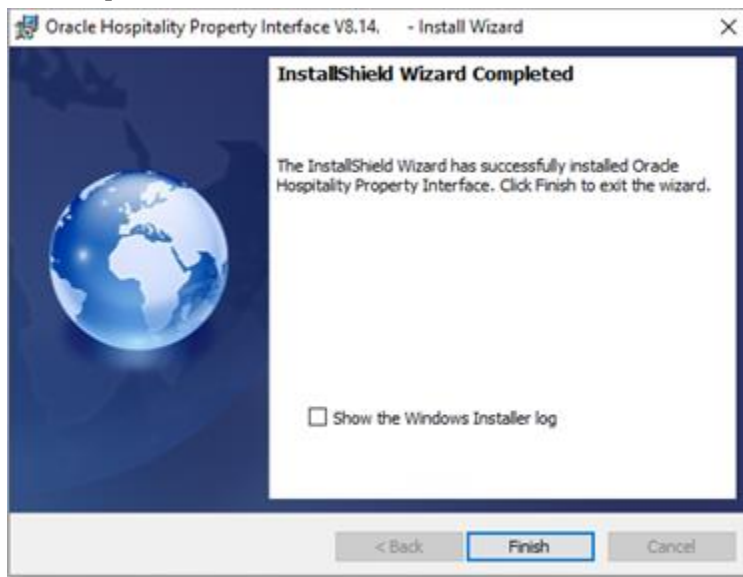 Oracle Hospitality Property Interface V8.14. - Install Wizard
InstallShield Wizard Completed
The InstallShield Wizard has successfully installed Oracle
Hospitality Property Interface. Click Finish to exit the wizard.
Show the Windows Installer log
< Back Finish Cancel